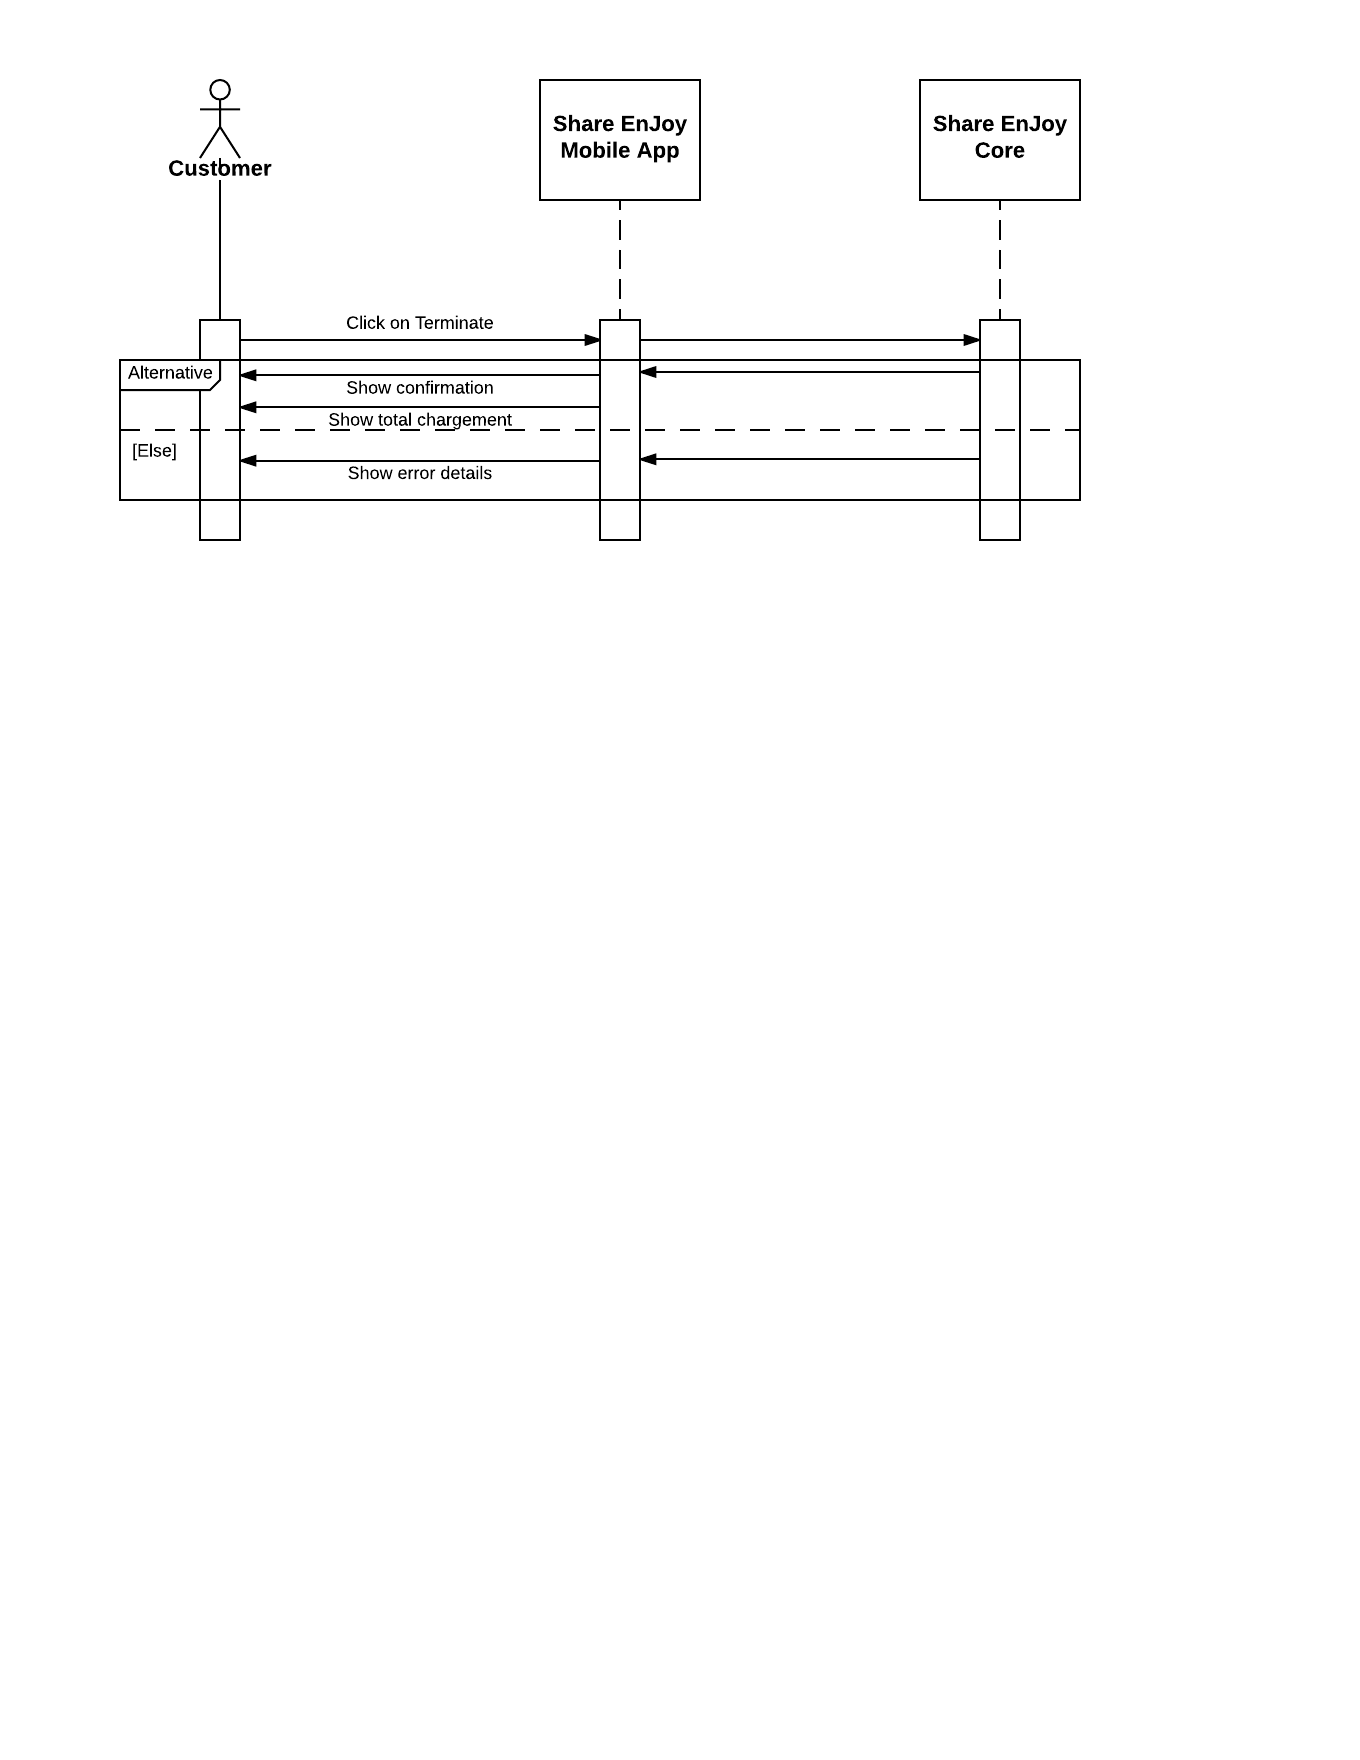 Customer
Share EnJoy
Mobile App
Share EnJoy
Core
Click on Terminate
Alternative
Show confirmation
Show total chargement
[Else]
Show error details